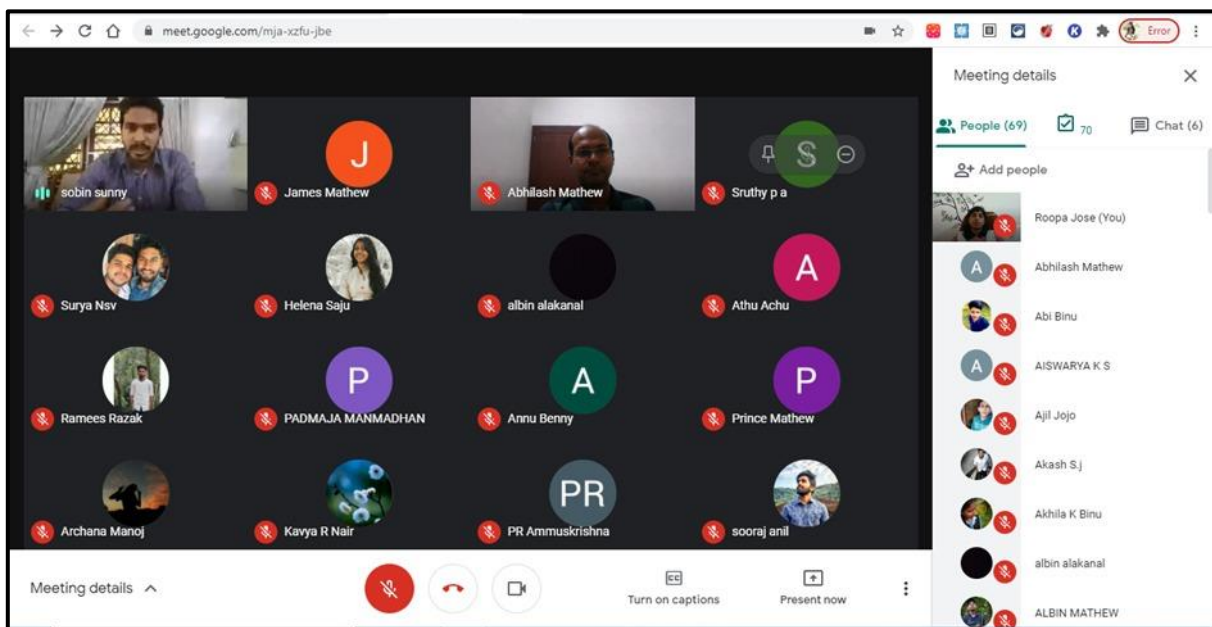 meet.google.com/mja-xzfu-jbe
Error
Meeting details
People (69)
70
Chat (6)
Add people
sobin sunny
J
James Mathew
Abhilash Mathew
S
Sruthy p a
Surya Nsv
Helena Saju
albin alakanal
A
Athu Achu
Ramees Razak
P
PADMAJA MANMADHAN
A
Annu Benny
P
Prince Mathew
Archana Manoj
Kavya R Nair
PR
PR Ammuskrishna
sooraj anil
Roopa Jose (You)
A
Abhilash Mathew
Abi Binu
A
AISWARYA K S
Ajil Jojo
Akash S.j
Akhila K Binu
albin alakanal
ALBIN MATHEW
Meeting details
CC
Turn on captions
Present now